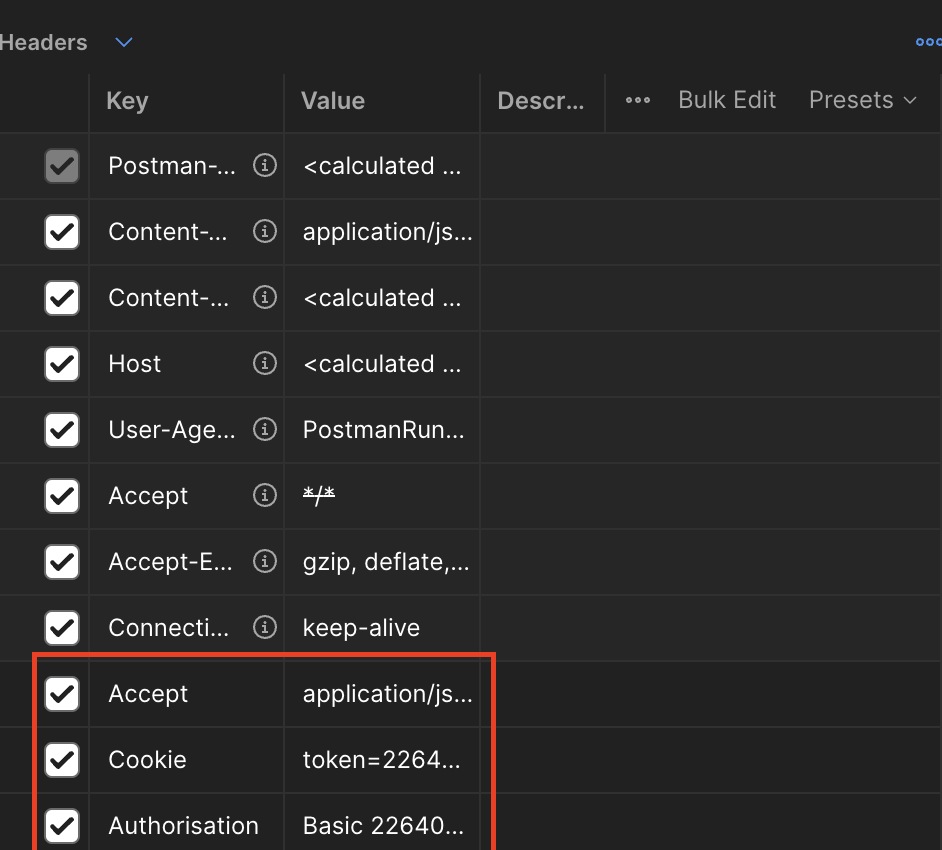 Headers
Key Value Descr... Bulk Edit Presets
Postman-... <calculated ...
Content-... application/js...
Content-... <calculated ...
Host <calculated ...
User-Age... PostmanRun...
Accept */*
Accept-E... gzip, deflate,...
Connecti... keep-alive
Accept application/js...
Cookie token=2264...
Authorisation Basic 22640...